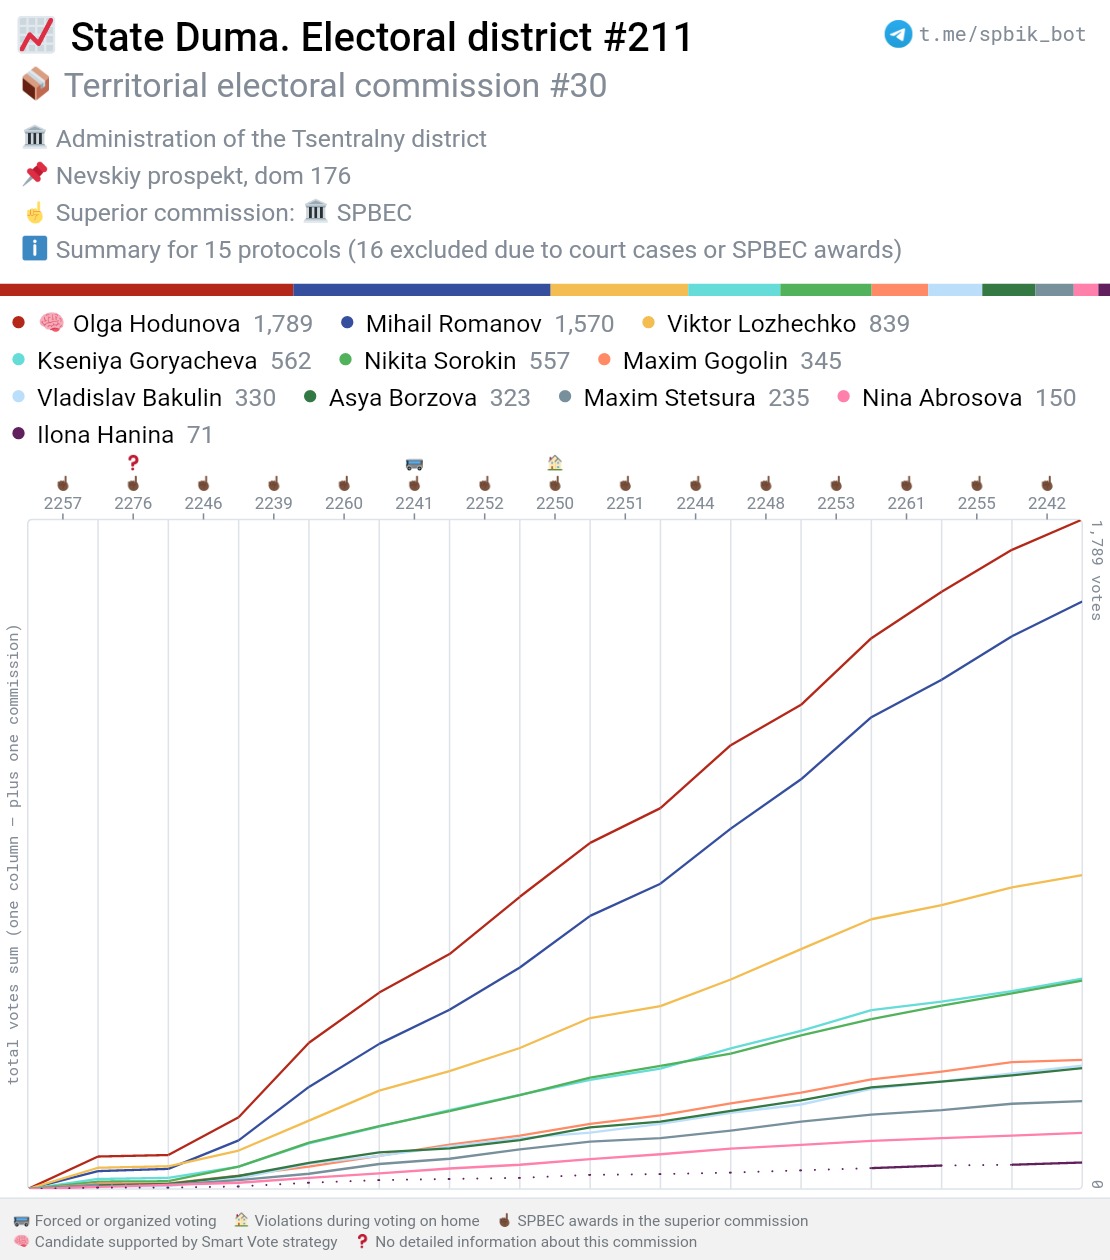 State Duma. Electoral district #211
t.me/spbik_bot
Territorial electoral commission #30
Administration of the Tsentralny district
Nevskiy prospekt, dom 176
Superior commission: SPBEC
Summary for 15 protocols (16 excluded due to court cases or SPBEC awards)
Olga Hodunova 1,789 Mihail Romanov 1,570 Viktor Lozhechko 839
Kseniya Goryacheva 562 Nikita Sorokin 557 Maxim Gogolin 345
Vladislav Bakulin 330 Asya Borzova 323 Maxim Stetsura 235 Nina Abrosova 150
Ilona Hanina 71
2257 2276 2246 2239 2260 2241 2252 2250 2251 2244 2248 2253 2261 2255 2242
1,789 votes
total votes sum (one column – plus one commission)
0
Forced or organized voting Violations during voting on home SPBEC awards in the superior commission
Candidate supported by Smart Vote strategy No detailed information about this commission